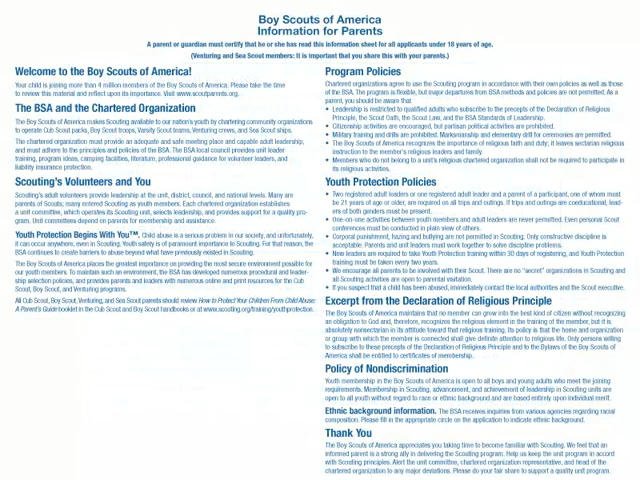 Boy Scouts of America
Information for Parents
A parent or guardian must certify that he or she has read this information sheet for all applicants under 18 years of age.
(Venturing and Sea Scout members: It is important that you share this with your parents.)
Welcome to the Boy Scouts of America!
Your child is joining more than 4 million members of the Boy Scouts of America. Please take the time
to review this material and reflect upon its importance. Visit www.scoutparents.org.
The BSA and the Chartered Organization
The Boy Scouts of America makes Scouting available to our nation's youth by chartering community organizations
to operate Cub Scout packs, Boy Scout troops, Varsity Scout teams, Venturing crews, and Sea Scout ships.
The chartered organization must provide an adequate and safe meeting place and capable adult leadership,
and must adhere to the principles and policies of the BSA. The BSA local council provides unit leader
training, program ideas, camping facilities, literature, professional guidance for volunteer leaders, and
liability insurance protection.
Scouting's Volunteers and You
Scouting's adult volunteers provide leadership at the unit, district, council, and national levels. Many are
parents of Scouts; many entered Scouting as youth members. Each chartered organization establishes
a unit committee, which operates its Scouting unit, selects leadership, and provides support for a quality pro-
gram. Unit committees depend on parents for membership and assistance.
Youth Protection Begins With You™. Child abuse is a serious problem in our society, and unfortunately,
it can occur anywhere, even in Scouting. Youth safety is of paramount importance to Scouting. For that reason, the
BSA continues to create barriers to abuse beyond what have previously existed in Scouting.
The Boy Scouts of America places the greatest importance on providing the most secure environment possible for
our youth members. To maintain such an environment, the BSA has developed numerous procedural and leader-
ship selection policies, and provides parents and leaders with numerous online and print resources for the Cub
Scout, Boy Scout, and Venturing programs.
All Cub Scout, Boy Scout, Venturing, and Sea Scout parents should review How to Protect Your Children From Child Abuse:
A Parent's Guide booklet in the Cub Scout and Boy Scout handbooks or at www.scouting.org/training/youthprotection.
Program Policies
Chartered organizations agree to use the Scouting program in accordance with their own policies as well as those
of the BSA. The program is flexible, but major departures from BSA methods and policies are not permitted. As a
parent, you should be aware that
• Leadership is restricted to qualified adults who subscribe to the precepts of the Declaration of Religious
Principle, the Scout Oath, the Scout Law, and the BSA Standards of Leadership.
• Citizenship activities are encouraged, but partisan political activities are prohibited.
• Military training and drills are prohibited. Marksmanship and elementary drill for ceremonies are permitted.
• The Boy Scouts of America recognizes the importance of religious faith and duty; it leaves sectarian religious
instruction to the member's religious leaders and family.
• Members who do not belong to a unit's religious chartered organization shall not be required to participate in
its religious activities.
Youth Protection Policies
• Two registered adult leaders or one registered adult leader and a parent of a participant, one of whom must
be 21 years of age or older, are required on all trips and outings. If trips and outings are coeducational, lead-
ers of both genders must be present.
• One-on-one activities between youth members and adult leaders are never permitted. Even personal Scout
conferences must be conducted in plain view of others.
• Corporal punishment, hazing and bullying are not permitted in Scouting. Only constructive discipline is
acceptable. Parents and unit leaders must work together to solve discipline problems.
• New leaders are required to take Youth Protection training within 30 days of registering, and Youth Protection
training must be taken every two years.
• We encourage all parents to be involved with their Scout. There are no "secret" organizations in Scouting and
all Scouting activities are open to parental visitation.
• If you suspect that a child has been abused, immediately contact the local authorities and the Scout executive.
Excerpt from the Declaration of Religious Principle
The Boy Scouts of America maintains that no member can grow into the best kind of citizen without recognizing
an obligation to God and, therefore, recognizes the religious element in the training of the member, but it is
absolutely nonsectarian in its attitude toward that religious training. Its policy is that the home and organization
or group with which the member is connected shall give definite attention to religious life. Only persons willing
to subscribe to these precepts of the Declaration of Religious Principle and to the Bylaws of the Boy Scouts of
America shall be entitled to certificates of membership.
Policy of Nondiscrimination
Youth membership in the Boy Scouts of America is open to all boys and young adults who meet the joining
requirements. Membership in Scouting, advancement, and achievement of leadership in Scouting units are
open to all youth without regard to race or ethnic background and are based entirely upon individual merit.
Ethnic background information. The BSA receives inquiries from various agencies regarding racial
composition. Please fill in the appropriate circle on the application to indicate ethnic background.
Thank You
The Boy Scouts of America appreciates you taking time to become familiar with Scouting. We feel that an
informed parent is a strong ally in delivering the Scouting program. Help us keep the unit program in accord
with Scouting principles. Alert the unit committee, chartered organization representative, and head of the
chartered organization to any major deviations. Please do your fair share to support a quality unit program.